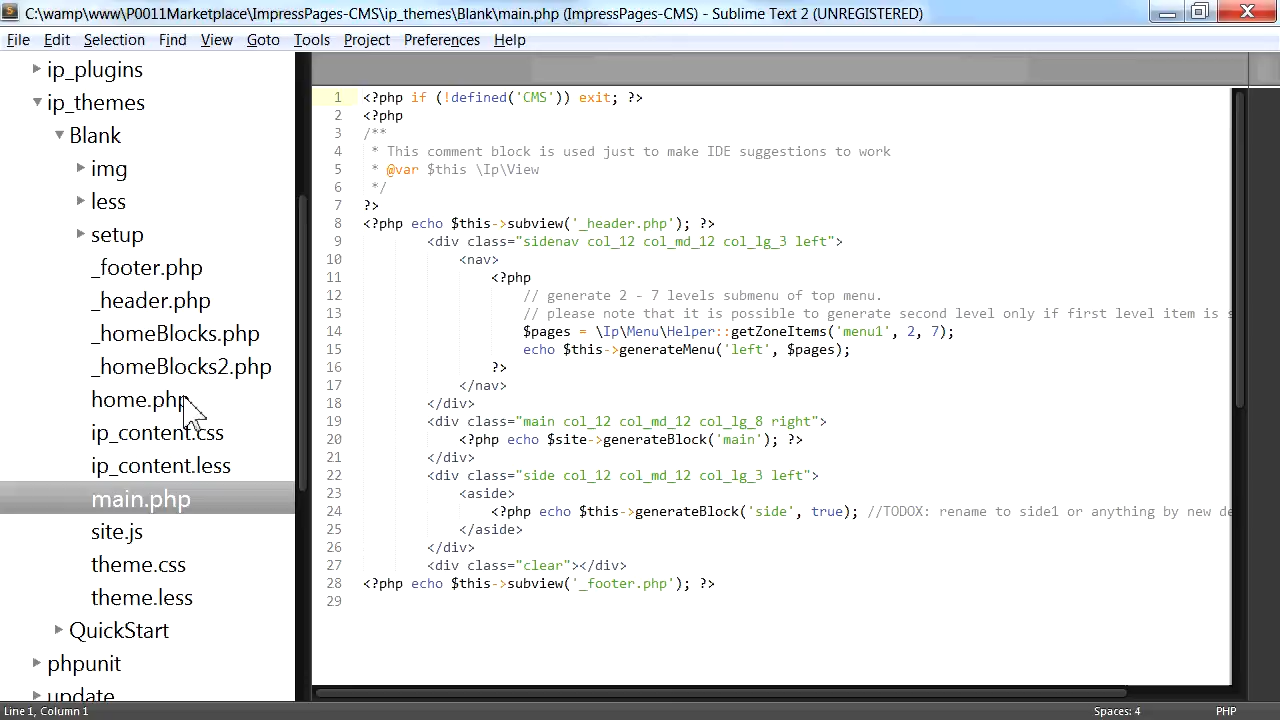 C:\wamp\www\P0011Marketplace\ImpressPages-CMS\ip_themes\Blank\main.php (ImpressPages-CMS) - Sublime Text 2 (UNREGISTERED)
File Edit Selection Find View Goto Tools Project Preferences Help
ip_plugins
ip_themes
Blank
img
less
setup
_footer.php
_header.php
_homeBlocks.php
_homeBlocks2.php
home.php
ip_content.css
ip_content.less
main.php
site.js
theme.css
theme.less
QuickStart
phpunit
update
1 <?php if (!defined('CMS')) exit; ?>
2 <?php
3 /**
4 * This comment block is used just to make IDE suggestions to work
5 * @var $this \Ip\View
6 */
7 ?>
8 <?php echo $this->subview('_header.php'); ?>
9 <div class="sidenav col_12 col_md_12 col_lg_3 left">
10 <nav>
11 <?php
12 // generate 2 - 7 levels submenu of top menu.
13 // please note that it is possible to generate second level only if first level item is s
14 $pages = \Ip\Menu\Helper::getZoneItems('menu1', 2, 7);
15 echo $this->generateMenu('left', $pages);
16 ?>
17 </nav>
18 </div>
19 <div class="main col_12 col_md_12 col_lg_8 right">
20 <?php echo $site->generateBlock('main'); ?>
21 </div>
22 <div class="side col_12 col_md_12 col_lg_3 left">
23 <aside>
24 <?php echo $this->generateBlock('side', true); //TODOX: rename to side1 or anything by new de
25 </aside>
26 </div>
27 <div class="clear"></div>
28 <?php echo $this->subview('_footer.php'); ?>
29
Line 1, Column 1
Spaces: 4
PHP